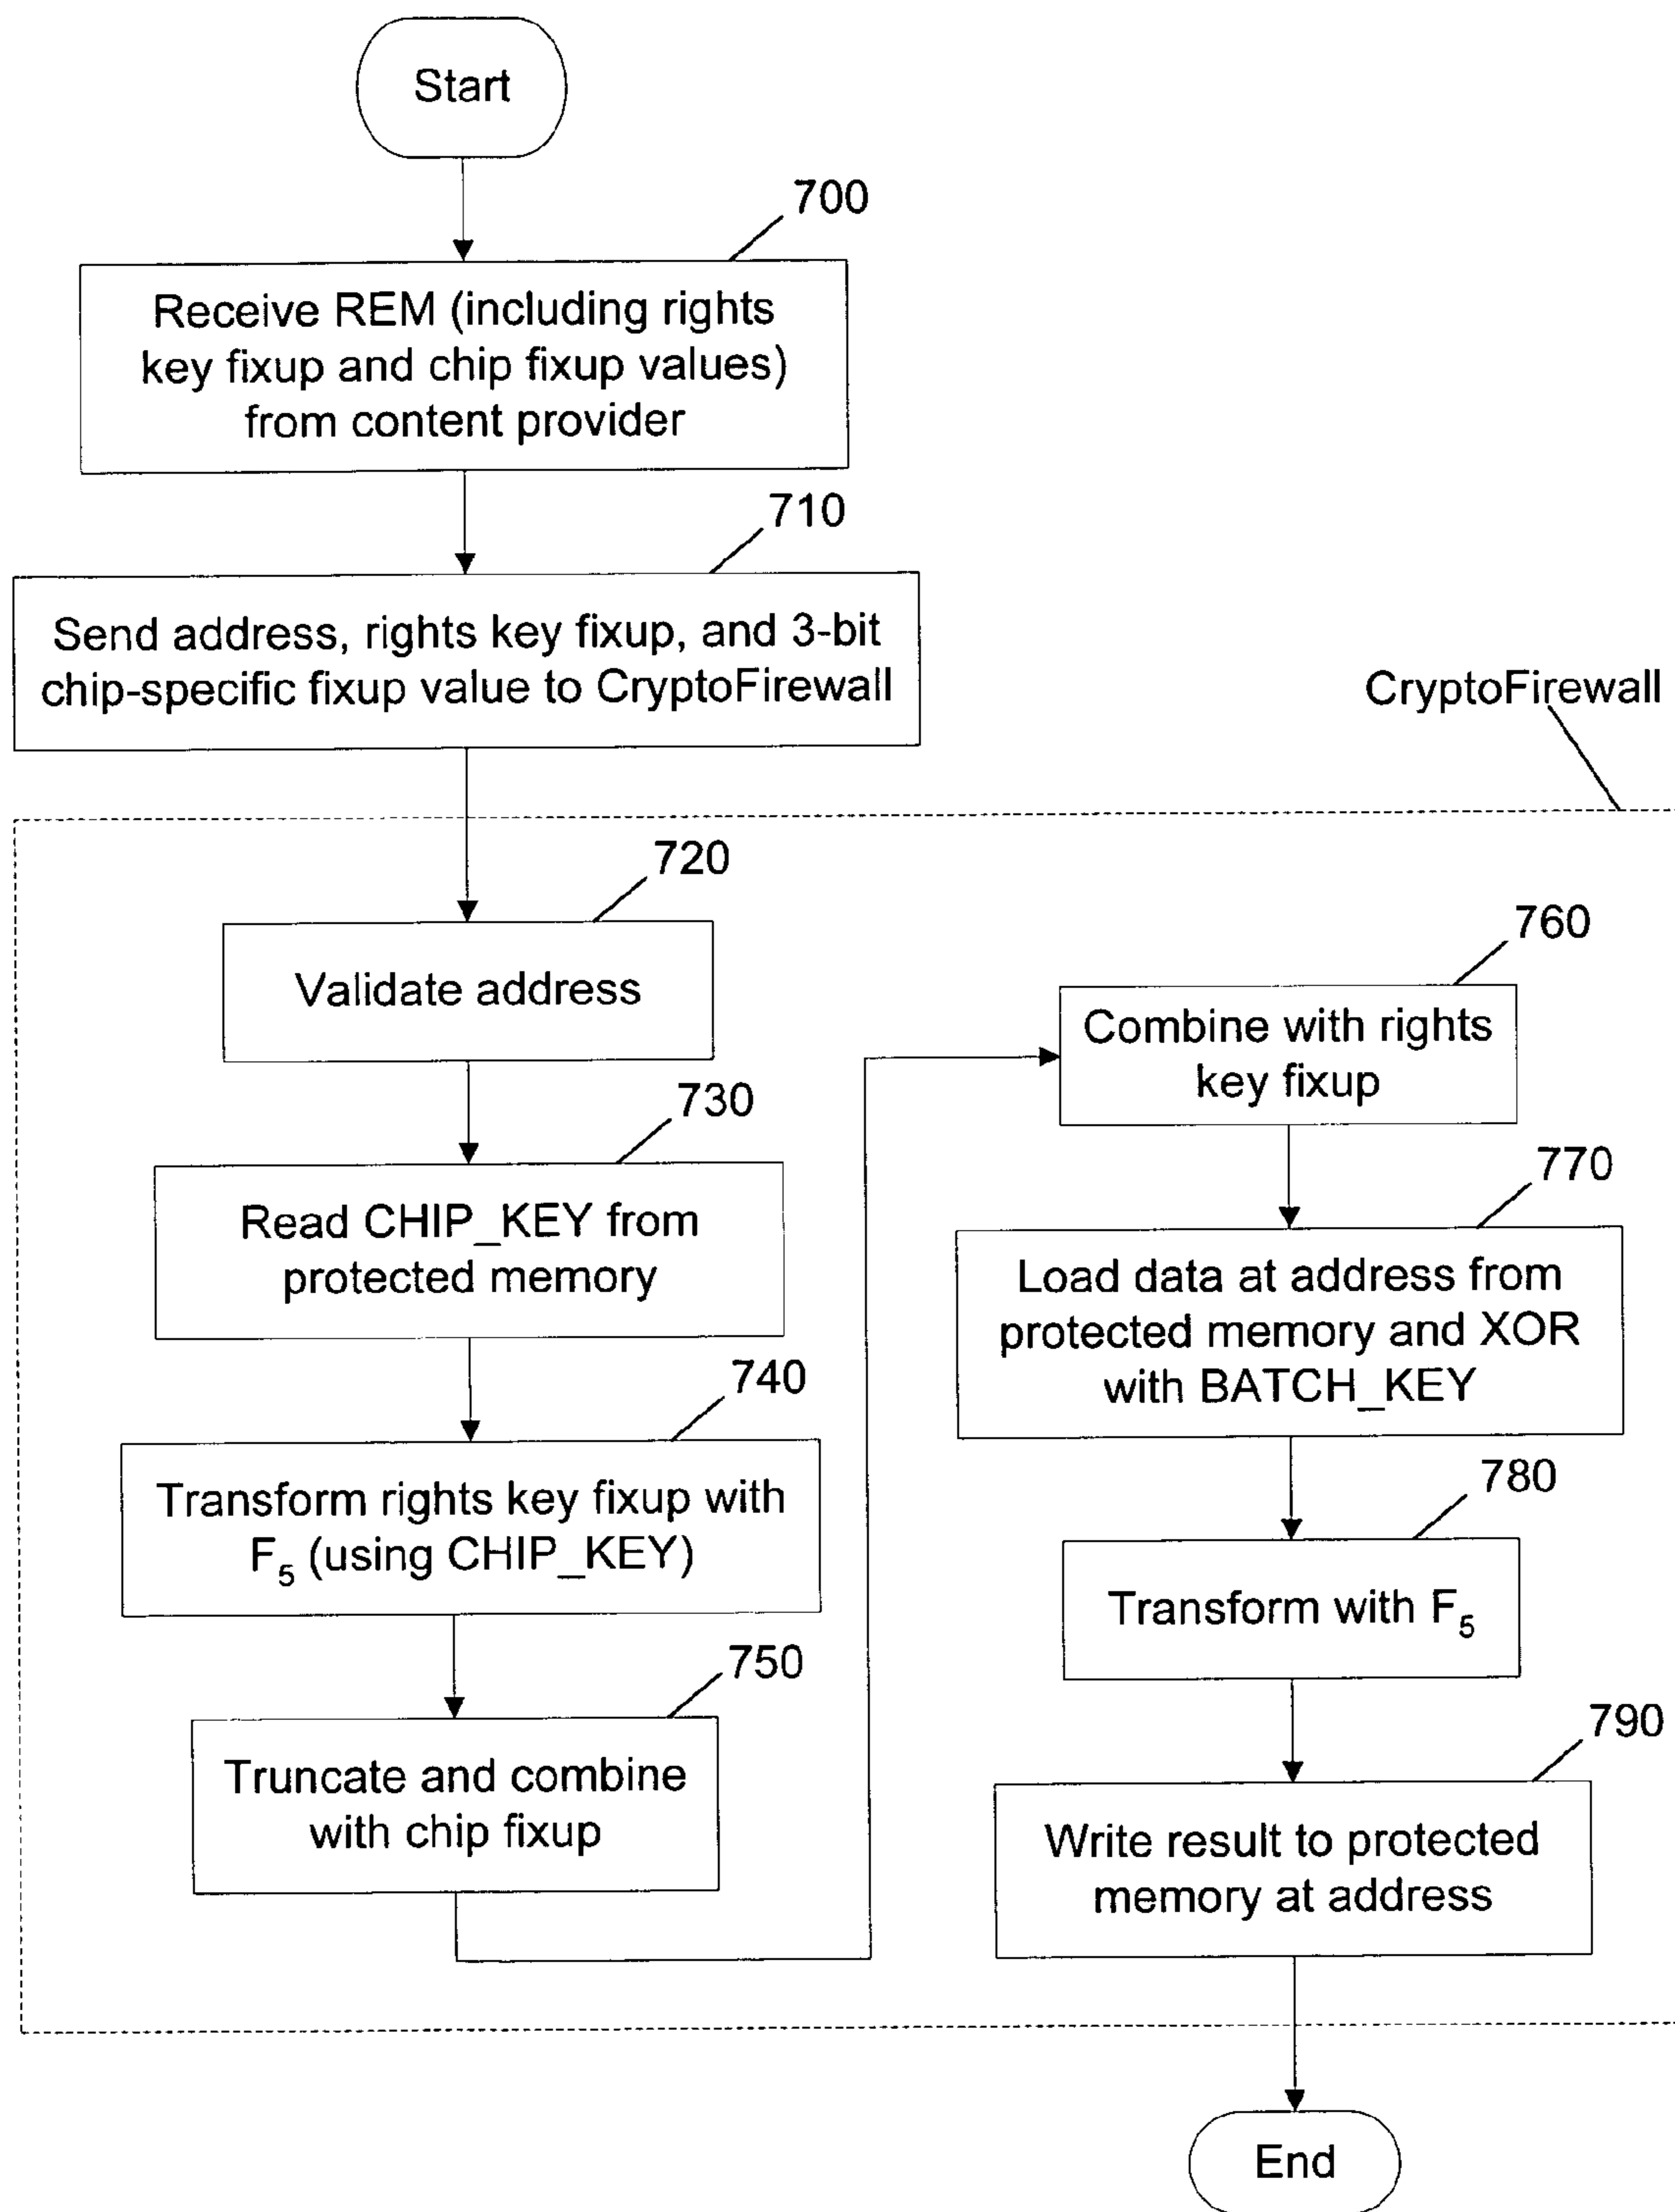 Start
700
Receive REM (including rights
key fixup and chip fixup values)
from content provider
710
Send address, rights key fixup, and 3-bit
chip-specific fixup value to CryptoFirewall
CryptoFirewall
720
Validate address
730
Read CHIP_KEY from
protected memory
740
Transform rights key fixup with
F5 (using CHIP_KEY)
750
Truncate and combine
with chip fixup
760
Combine with rights
key fixup
770
Load data at address from
protected memory and XOR
with BATCH_KEY
780
Transform with F5
790
Write result to protected
memory at address
End